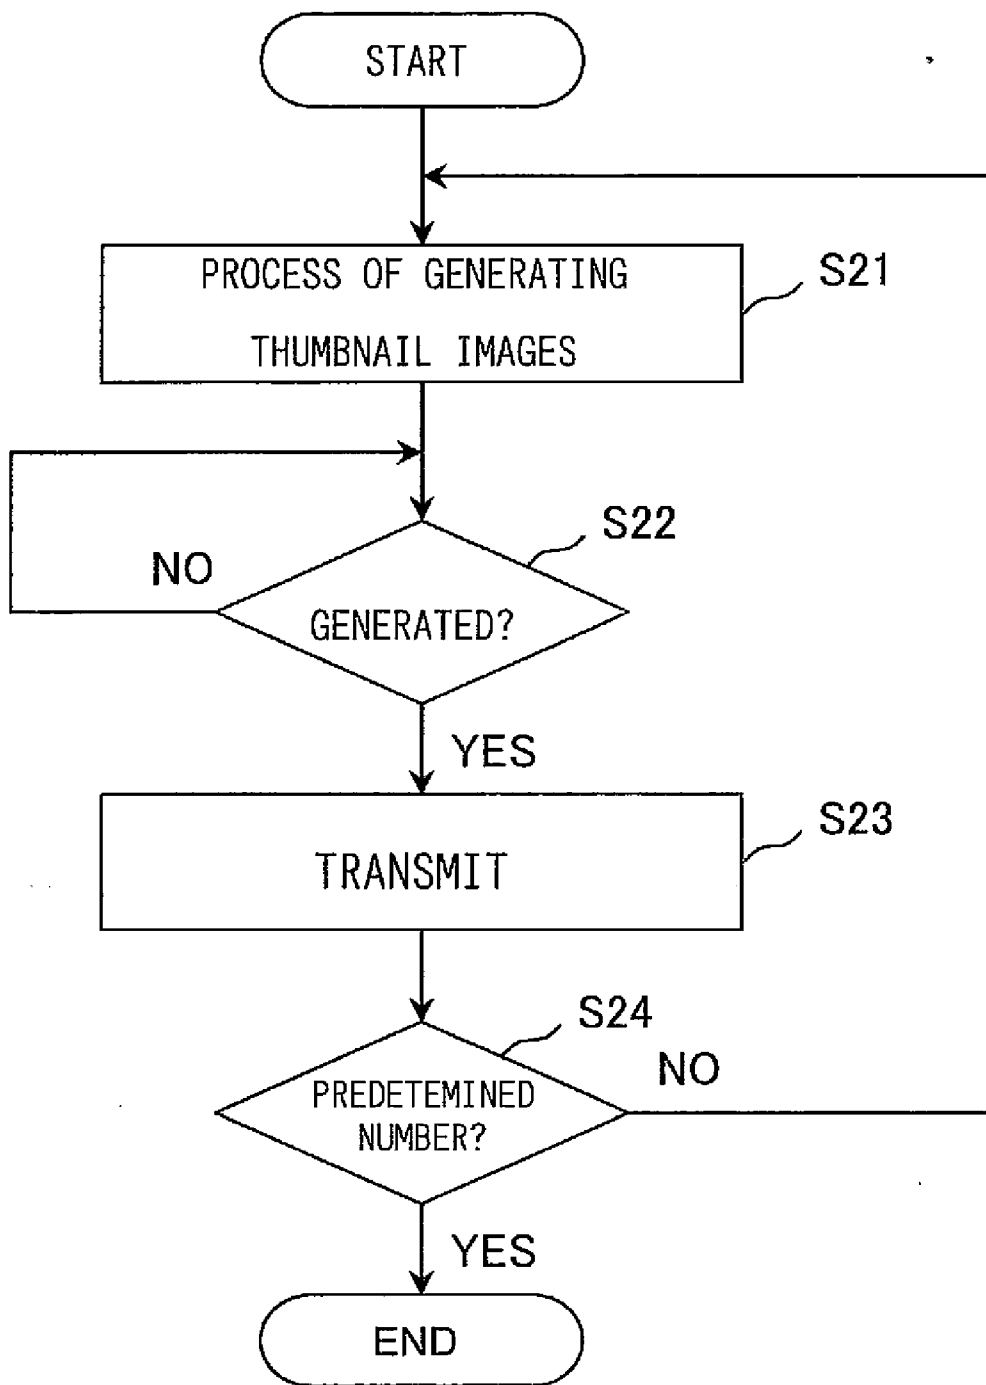 START
PROCESS OF GENERATING
THUMBNAIL IMAGES
S21
S22
NO
GENERATED?
YES
S23
TRANSMIT
S24
PREDETEMINED
NUMBER?
NO
YES
END